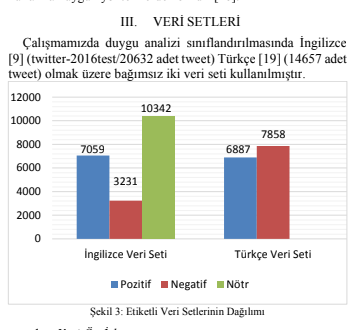 III. VERİ SETLERİ
Çalışmamızda duygu analizi sınıflandırılmasında İngilizce
[9] (twitter-2016test/20632 adet tweet) Türkçe [19] (14657 adet
tweet) olmak üzere bağımsız iki veri seti kullanılmıştır.
12000
10000
8000
6000
4000
2000
0
7059
3231
10342
6887
7858
İngilizce Veri Seti
Türkçe Veri Seti
Pozitif Negatif Nötr
Şekil 3: Etiketli Veri Setlerinin Dağılımı